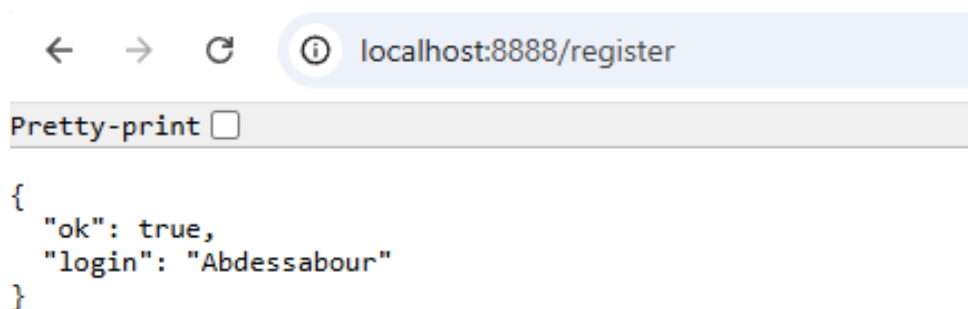 localhost:8888/register
Pretty-print
{
  "ok": true,
  "login": "Abdessabour"
}